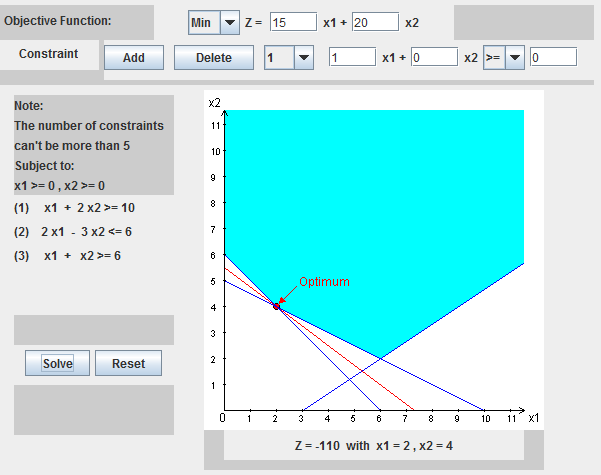 Objective Function: Min Z = 15 x1 + 20 x2
Constraint Add Delete 1 1 x1 + 0 x2 >= 0
Note:
The number of constraints
can't be more than 5
Subject to:
x1 >= 0 , x2 >= 0
(1) x1 + 2 x2 >= 10
(2) 2 x1 - 3 x2 <= 6
(3) x1 + x2 >= 6
Solve Reset
x2
11
10
9
8
7
6
5
4
3
2
1
Optimum
0 1 2 3 4 5 6 7 8 9 10 11 x1
Z = -110 with x1 = 2 , x2 = 4